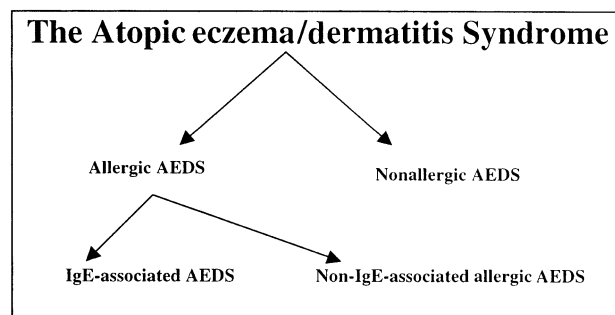 The Atopic eczema/dermatitis Syndrome
Allergic AEDS
Nonallergic AEDS
IgE-associated AEDS
Non-IgE-associated allergic AEDS